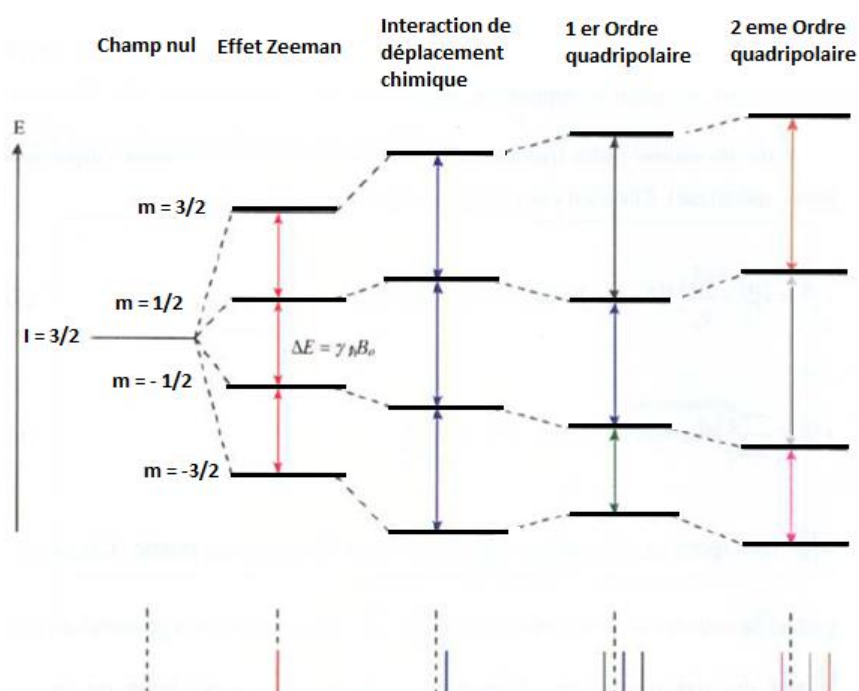 Champ nul
Effet Zeeman
Interaction de
déplacement
chimique
1 er Ordre
quadripolaire
2 eme Ordre
quadripolaire
E
m = 3/2
m = 1/2
I = 3/2
m = - 1/2
m = -3/2
ΔE = γℏB₀